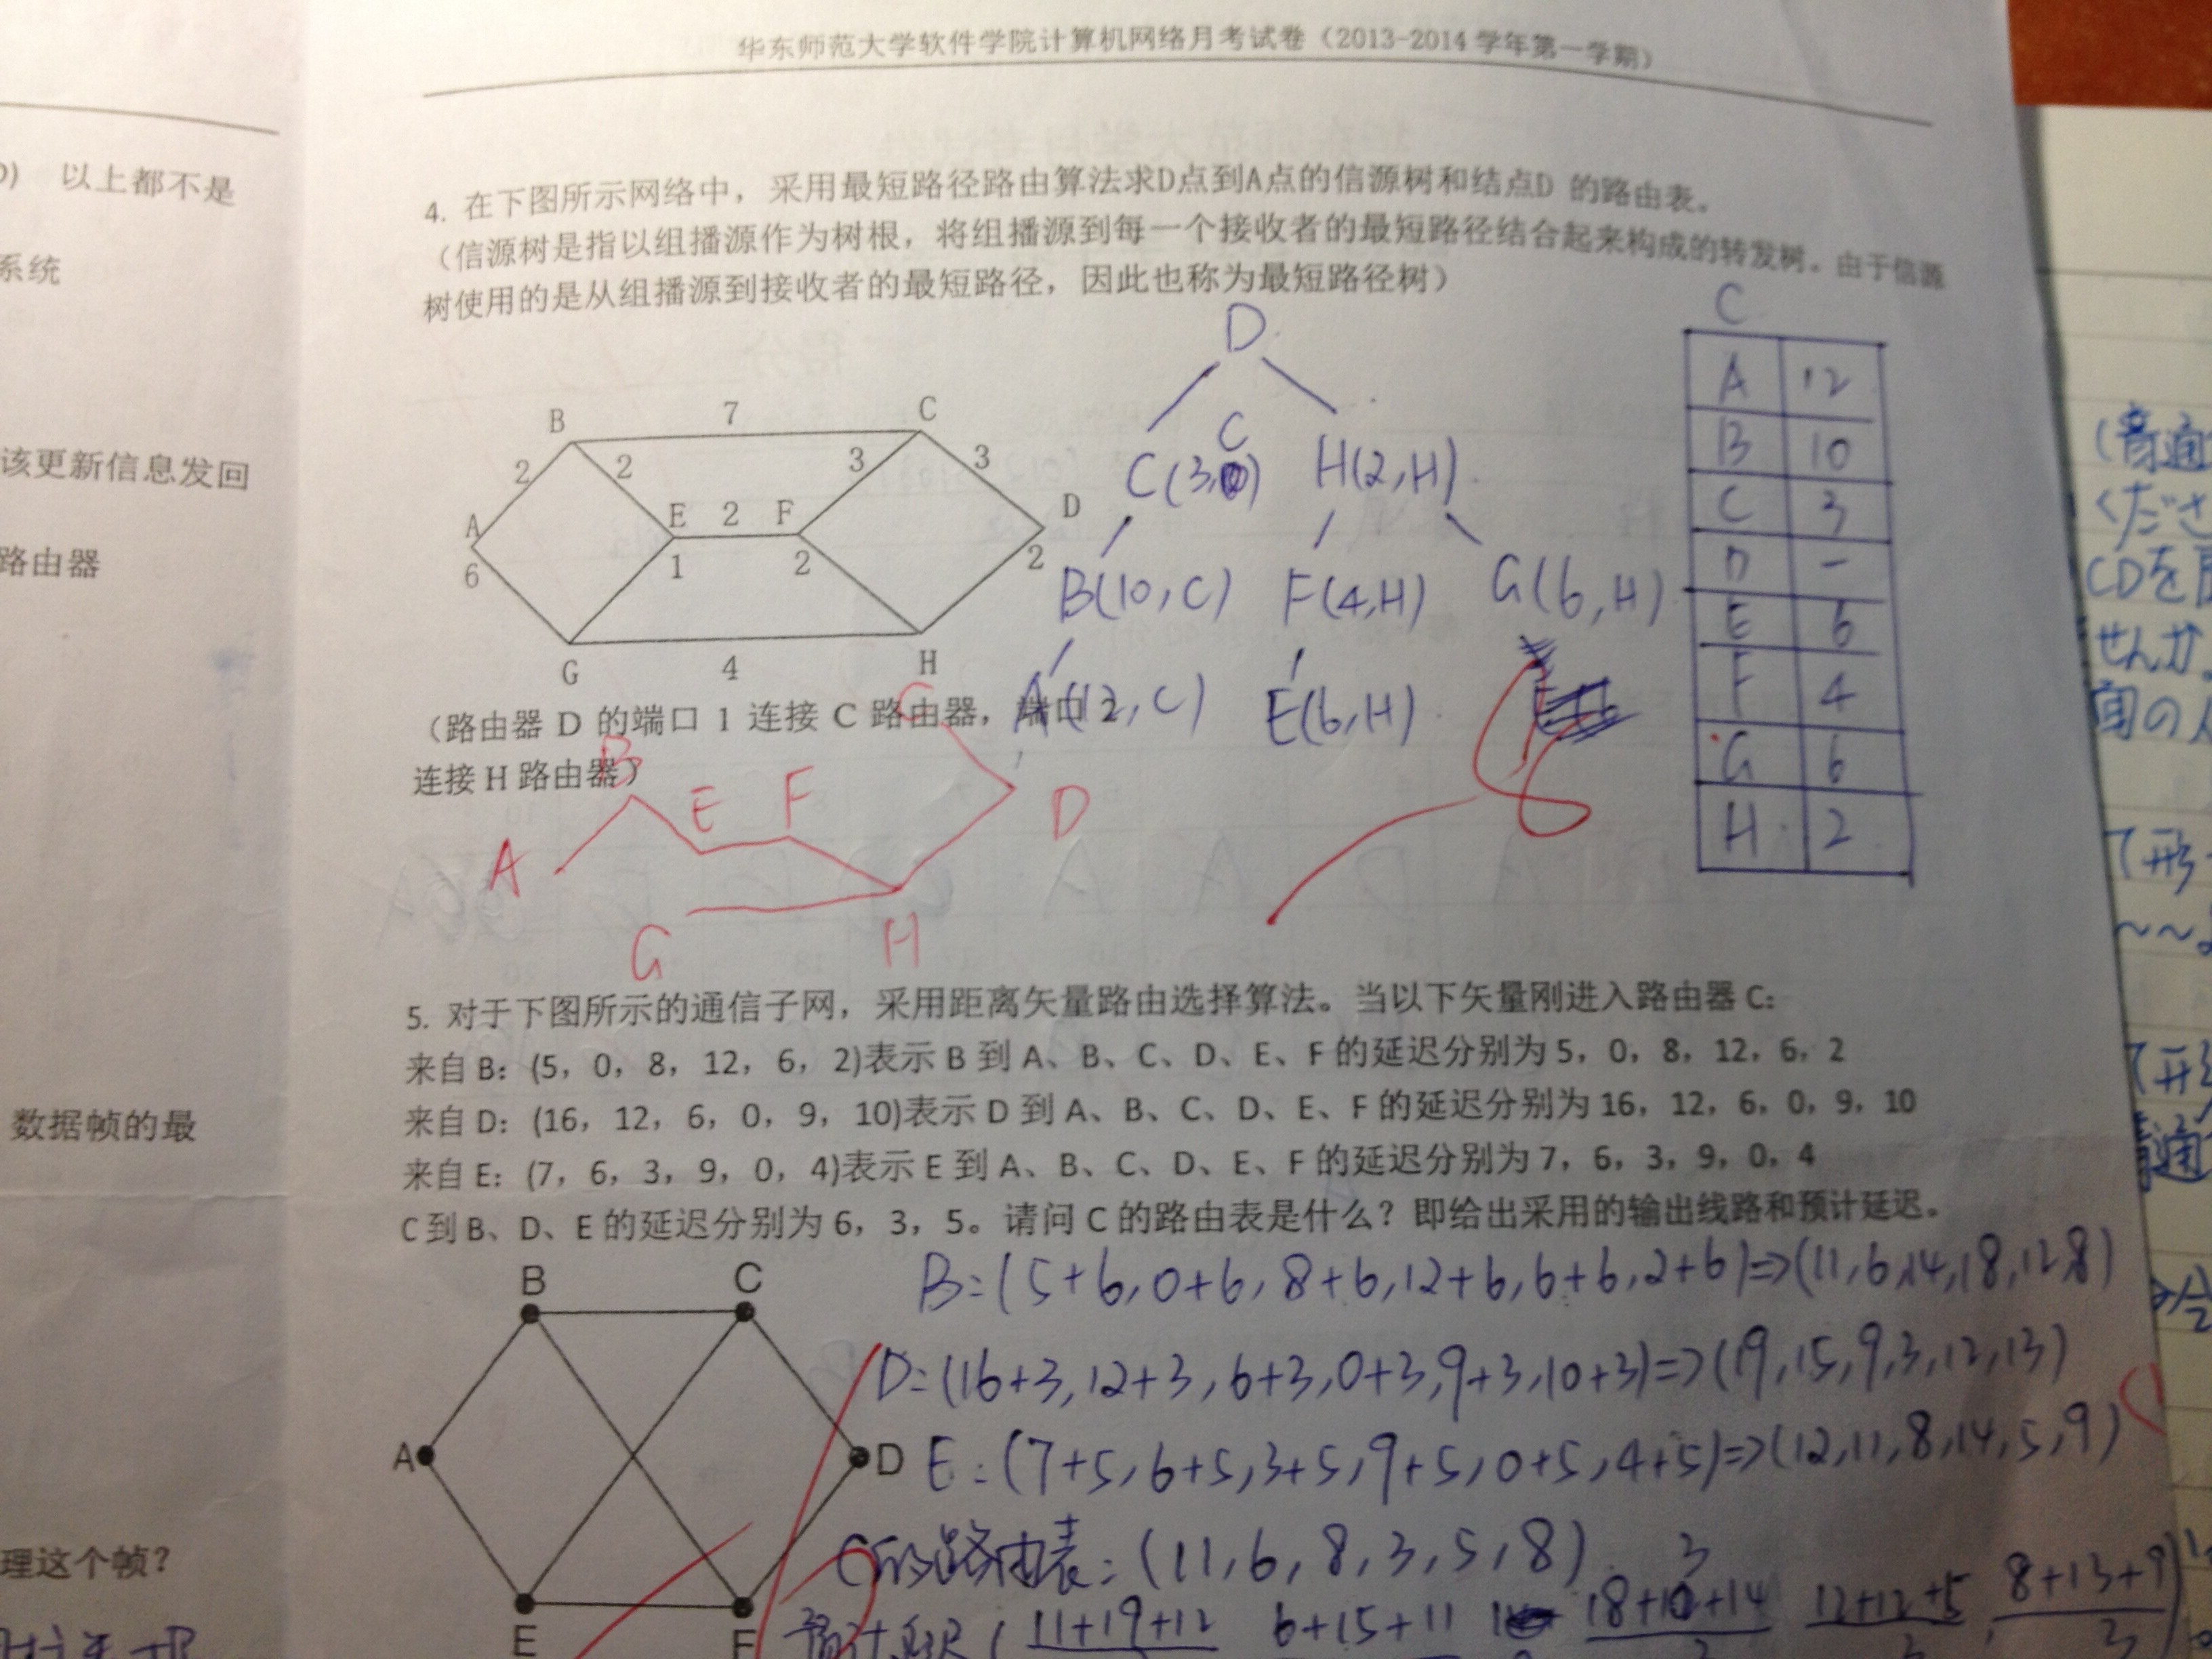 华东师范大学软件学院计算机网络月考试卷（2013-2014 学年第一学期）
D) 以上都不是
系统
该更新信息发回
路由器
数据帧的最
理这个帧？
4. 在下图所示网络中，采用最短路径路由算法求D点到A点的信源树和结点D 的路由表。
（信源树是指以组播源作为树根，将组播源到每一个接收者的最短路径结合起来构成的转发树。由于信源
树使用的是从组播源到接收者的最短路径，因此也称为最短路径树）
B 7 C
2 2 3 3
A E 2 F D
6 1 2 2
G 4 H
D
C
C(3, ) H(2,H)
B(10,C) F(4,H) G(6,H)
A(12,C) E(6,H)
C
A 12
B 10
C 3
D -
E 6
F 4
G 6
H 2
（路由器 D 的端口 1 连接 C 路由器，端口 2
连接 H 路由器）
C
B
E F D
A
G H
8
5. 对于下图所示的通信子网，采用距离矢量路由选择算法。当以下矢量刚进入路由器 C：
来自 B：(5，0，8，12，6，2)表示 B 到 A、B、C、D、E、F 的延迟分别为 5，0，8，12，6，2
来自 D：(16，12，6，0，9，10)表示 D 到 A、B、C、D、E、F 的延迟分别为 16，12，6，0，9，10
来自 E：(7，6，3，9，0，4)表示 E 到 A、B、C、D、E、F 的延迟分别为 7，6，3，9，0，4
C 到 B、D、E 的延迟分别为 6，3，5。请问 C 的路由表是什么？即给出采用的输出线路和预计延迟。
B C
A D
E F
B=(5+6,0+6,8+6,12+6,6+6,2+6)=>(11,6,14,18,12,8)
D=(16+3,12+3,6+3,0+3,9+3,10+3)=>(19,15,9,3,12,13)
E:(7+5,6+5,3+5,9+5,0+5,4+5)=>(12,11,8,14,5,9)
C的路由表:(11,6,8,3,5,8)
3
预计延迟( 11+19+12 6+15+11 18+ +14 12+12+5 , 8+13+9 )
3
(普通
くださ
CDを
せんか。
間の人
て形
～～
て形
普通